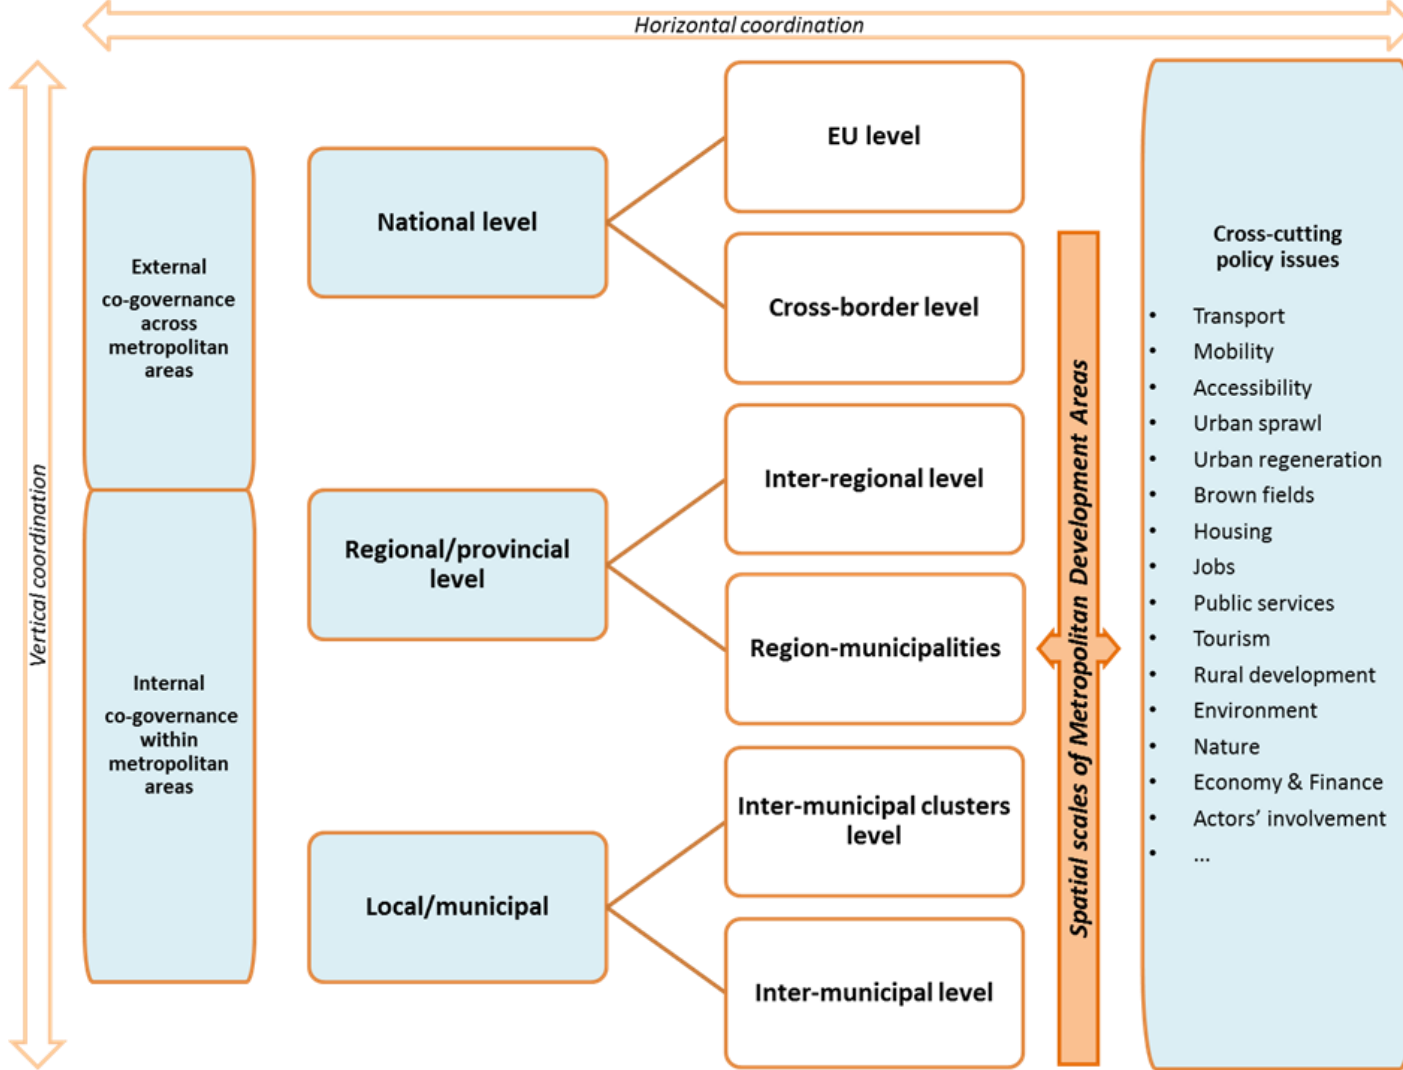 Horizontal coordination
Vertical coordination
External
co-governance
across
metropolitan
areas
Internal
co-governance
within
metropolitan
areas
National level
Regional/provincial
level
Local/municipal
EU level
Cross-border level
Inter-regional level
Region-municipalities
Inter-municipal clusters
level
Inter-municipal level
Spatial scales of Metropolitan Development Areas
Cross-cutting
policy issues
• Transport
• Mobility
• Accessibility
• Urban sprawl
• Urban regeneration
• Brown fields
• Housing
• Jobs
• Public services
• Tourism
• Rural development
• Environment
• Nature
• Economy & Finance
• Actors’ involvement
• ...